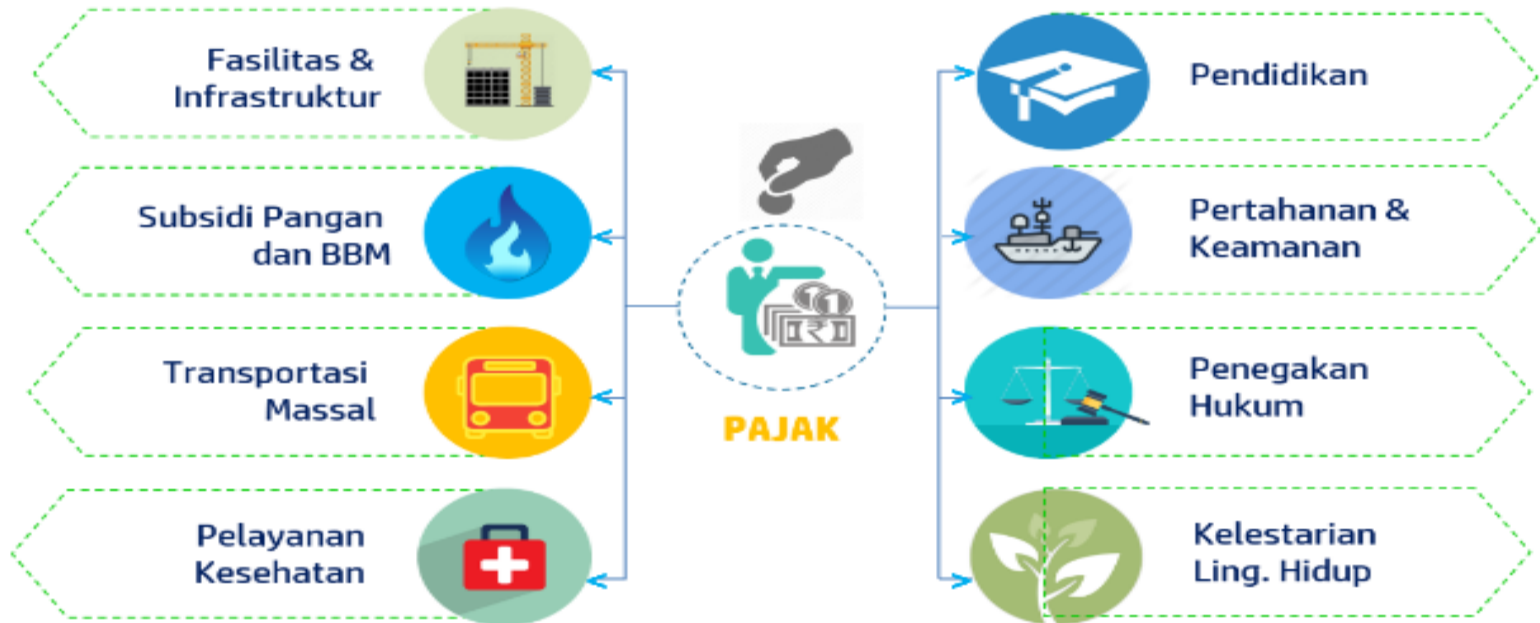 Fasilitas &
Infrastruktur
Subsidi Pangan
dan BBM
Transportasi
Massal
Pelayanan
Kesehatan
PAJAK
Pendidikan
Pertahanan &
Keamanan
Penegakan
Hukum
Kelestarian
Ling. Hidup